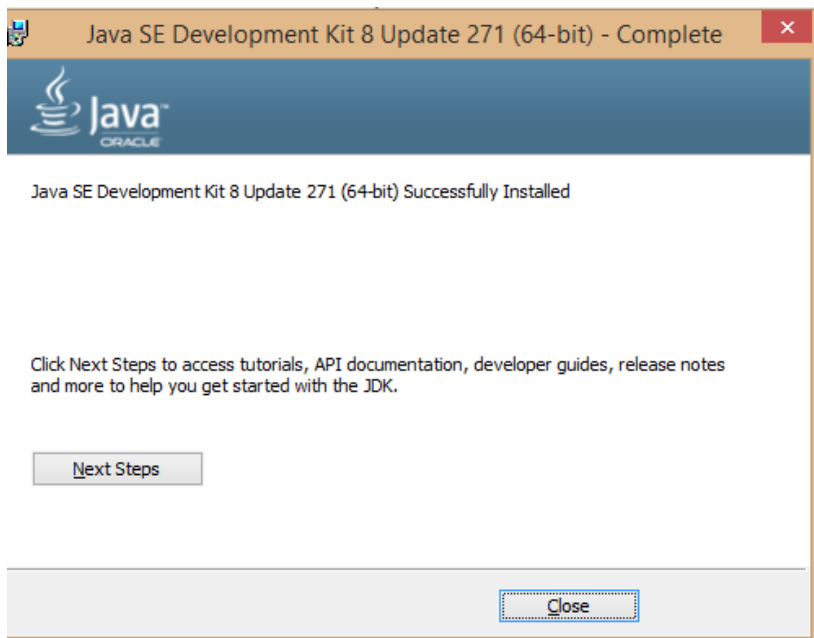 Java SE Development Kit 8 Update 271 (64-bit) - Complete
Java™
ORACLE
Java SE Development Kit 8 Update 271 (64-bit) Successfully Installed
Click Next Steps to access tutorials, API documentation, developer guides, release notes
and more to help you get started with the JDK.
Next Steps
Close